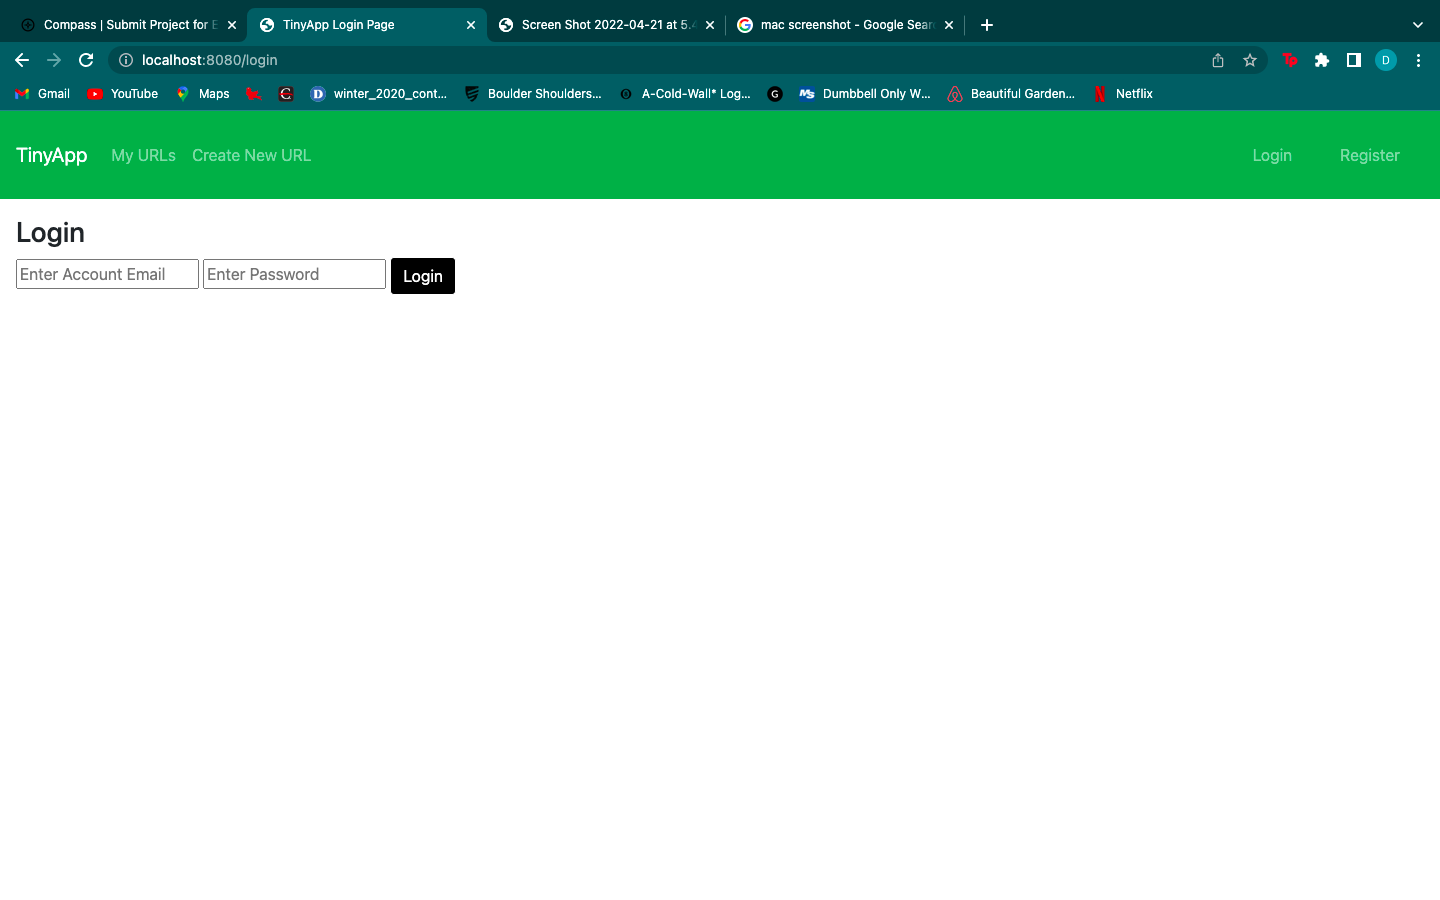 Compass | Submit Project for E
TinyApp Login Page
Screen Shot 2022-04-21 at 5.4
mac screenshot - Google Sear
localhost:8080/login
D
Gmail
YouTube
Maps
winter_2020_cont...
Boulder Shoulders...
A-Cold-Wall* Log...
G
Dumbbell Only W...
Beautiful Garden...
Netflix
TinyApp My URLs Create New URL Login Register
Login
Enter Account Email Enter Password Login